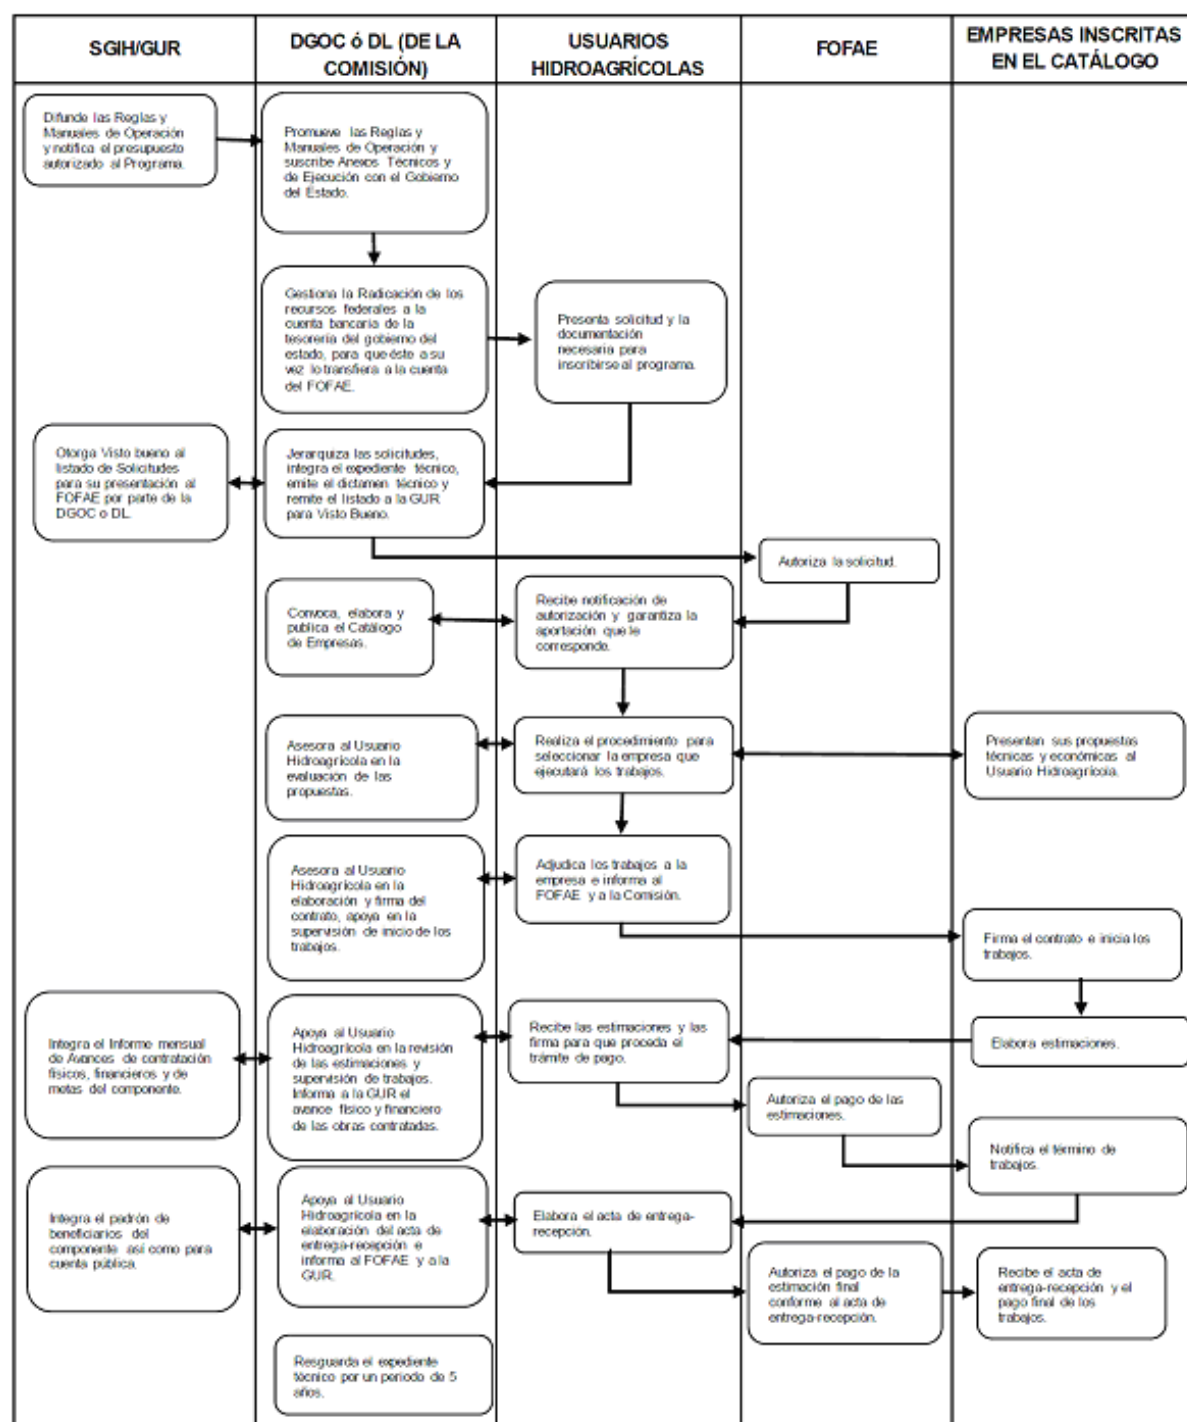 SGIH/GUR
DGOC ó DL (DE LA
COMISIÓN)
USUARIOS
HIDROAGRÍCOLAS
FOFAE
EMPRESAS INSCRITAS
EN EL CATÁLOGO
Difunde las Reglas y
Manuales de Operación
y notifica el presupuesto
autorizado al Programa.
Promueve las Reglas y
Manuales de Operación y
suscribe Anexos Técnicos y
de Ejecución con el Gobierno
del Estado.
Gestiona la Radicación de los
recursos federales a la
cuenta bancaria de la
tesorería del gobierno del
estado, para que éste a su
vez lo transfiera a la cuenta
del FOFAE.
Presenta solicitud y la
documentación
necesaria para
inscribirse al programa.
Otorga Visto bueno al
listado de Solicitudes
para su presentación al
FOFAE por parte de la
DGOC o DL.
Jerarquiza las solicitudes,
integra el expediente técnico,
emite el dictamen técnico y
remite el listado a la GUR
para Visto Bueno.
Autoriza la solicitud.
Convoca, elabora y
publica el Catálogo
de Empresas.
Recibe notificación de
autorización y garantiza la
aportación que le
corresponde.
Asesora al Usuario
Hidroagrícola en la
evaluación de las
propuestas.
Realiza el procedimiento para
seleccionar la empresa que
ejecutará los trabajos.
Presentan sus propuestas
técnicas y económicas al
Usuario Hidroagrícola.
Asesora al Usuario
Hidroagrícola en la
elaboración y firma del
contrato, apoya en la
supervisión de inicio de los
trabajos.
Adjudica los trabajos a la
empresa e informa al
FOFAE y a la Comisión.
Firma el contrato e inicia los
trabajos.
Integra el Informe mensual
de Avances de contratación
físicos, financieros y de
metas del componente.
Apoya al Usuario
Hidroagrícola en la revisión
de las estimaciones y
supervisión de trabajos.
Informa a la GUR el
avance físico y financiero
de las obras contratadas.
Recibe las estimaciones y las
firma para que proceda el
trámite de pago.
Elabora estimaciones.
Autoriza el pago de las
estimaciones.
Notifica el término de
trabajos.
Integra el padrón de
beneficiarios del
componente así como para
cuenta pública.
Apoya al Usuario
Hidroagrícola en la
elaboración del acta de
entrega-recepción e
informa al FOFAE y a la
GUR.
Elabora el acta de entrega-
recepción.
Autoriza el pago de la
estimación final
conforme al acta de
entrega-recepción.
Recibe el acta de
entrega-recepción y el
pago final de los
trabajos.
Resguarda el expediente
técnico por un periodo de 5
años.